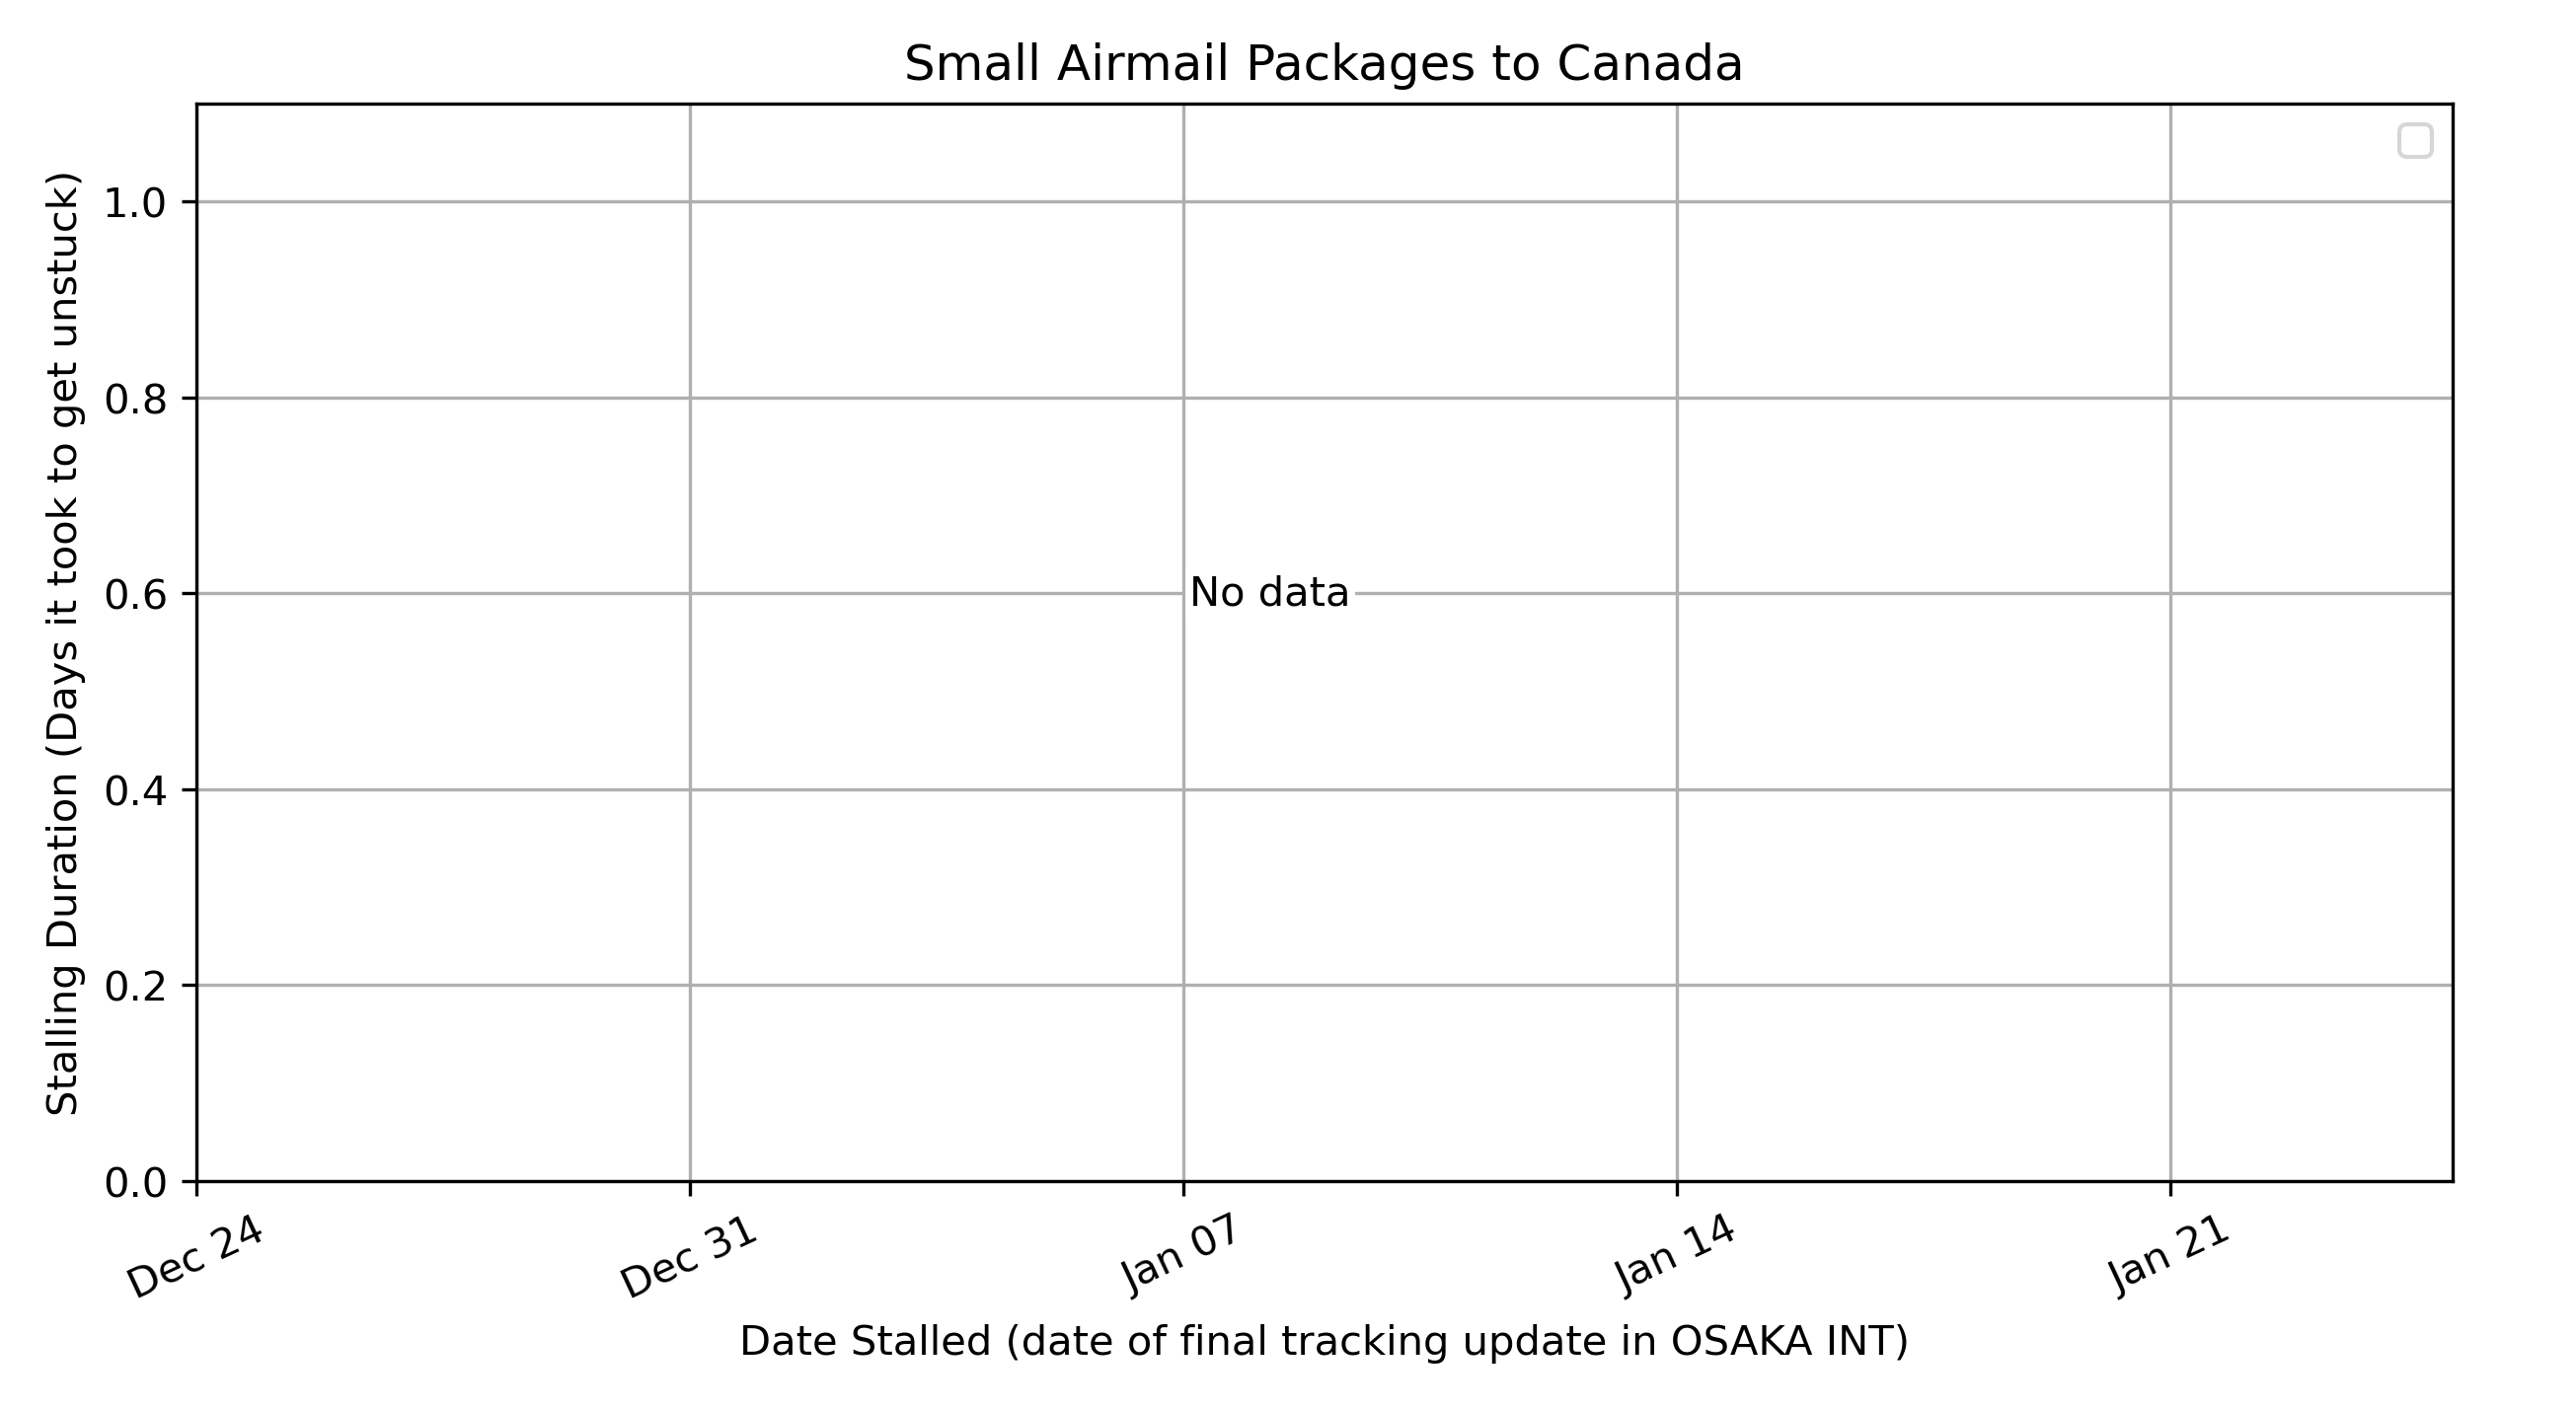 Small Airmail Packages to Canada
Stalling Duration (Days it took to get unstuck)
1.0
0.8
0.6
0.4
0.2
0.0
No data
Dec 24
Dec 31
Jan 07
Jan 14
Jan 21
Date Stalled (date of final tracking update in OSAKA INT)